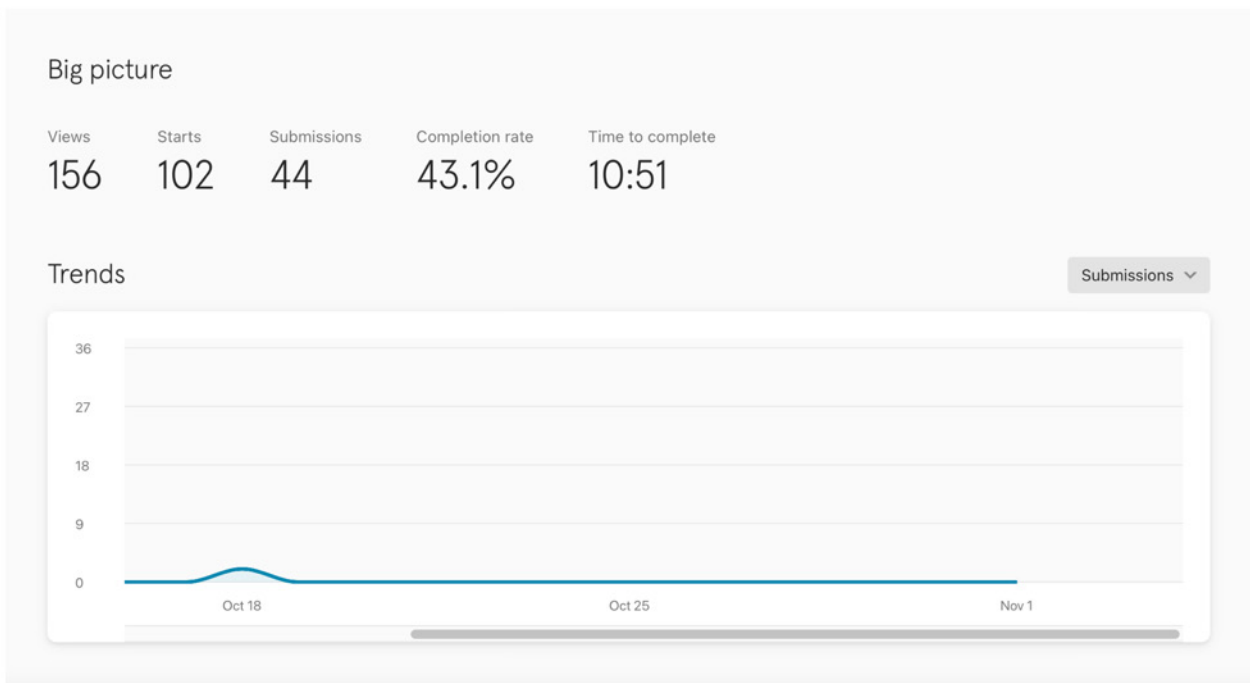 Big picture
Views Starts Submissions Completion rate Time to complete
156 102 44 43.1% 10:51
Trends
Submissions
36
27
18
9
0
Oct 18 Oct 25 Nov 1